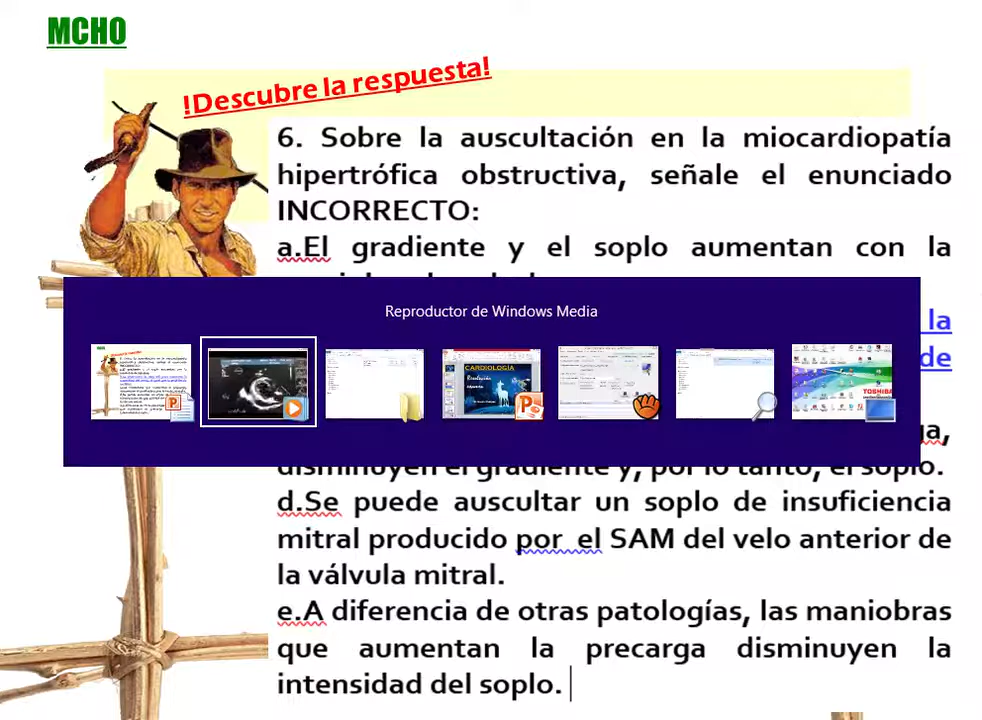 MCHO
!Descubre la respuesta!
6. Sobre la auscultación en la miocardiopatía
hipertrófica obstructiva, señale el enunciado
INCORRECTO:
a.El gradiente y el soplo aumentan con la
Reproductor de Windows Media
la
de
CARDIOLOGÍA
TOSHIBA
disminuyen el gradiente y, por lo tanto, el soplo.
d.Se puede auscultar un soplo de insuficiencia
mitral producido por el SAM del velo anterior de
la válvula mitral.
e.A diferencia de otras patologías, las maniobras
que aumentan la precarga disminuyen la
intensidad del soplo.